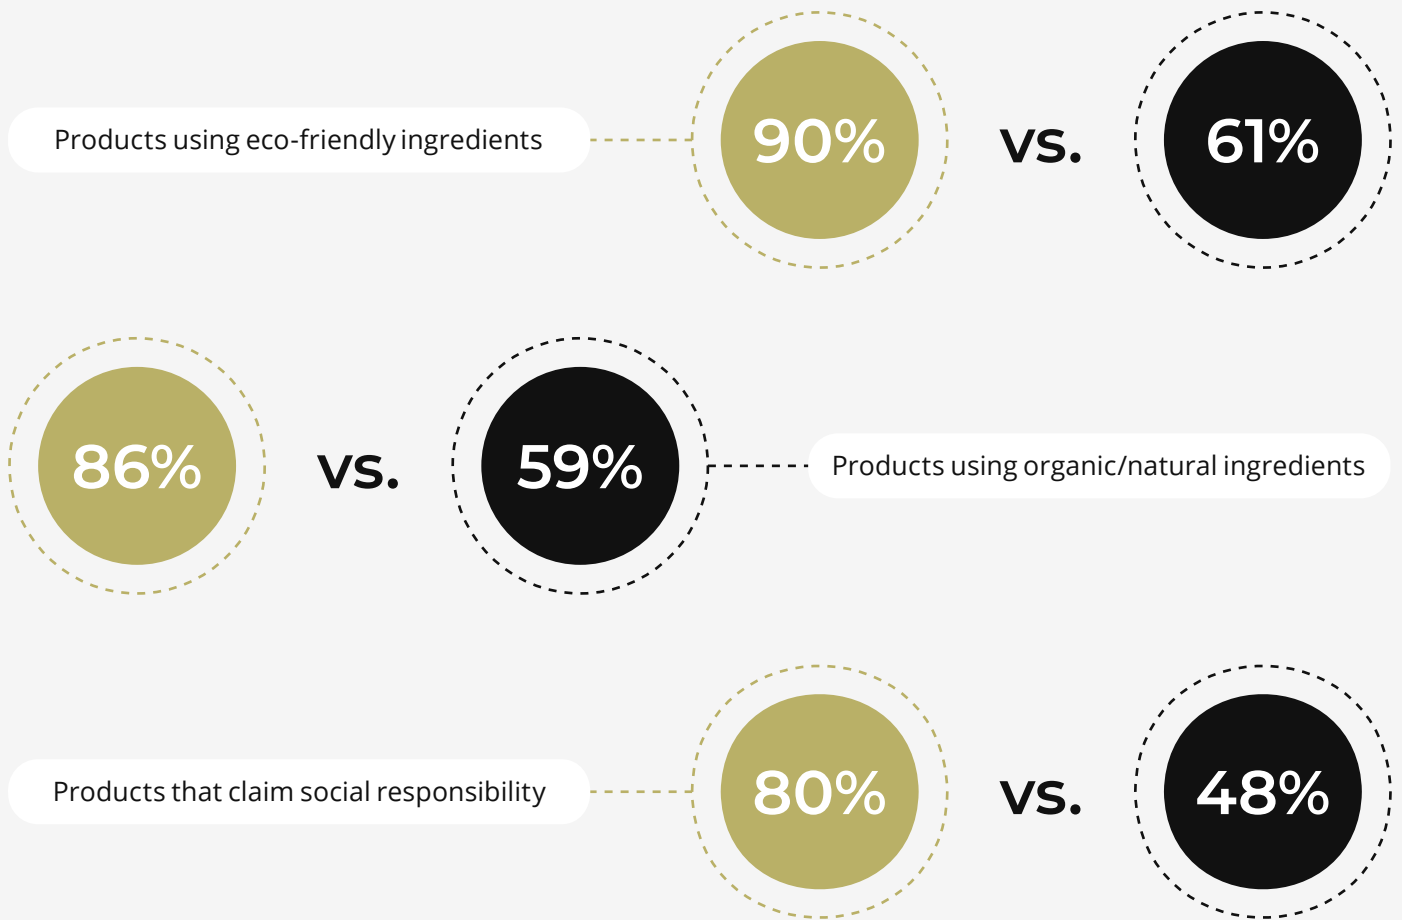 Products using eco-friendly ingredients 90% vs. 61%
86% vs. 59% Products using organic/natural ingredients
Products that claim social responsibility 80% vs. 48%